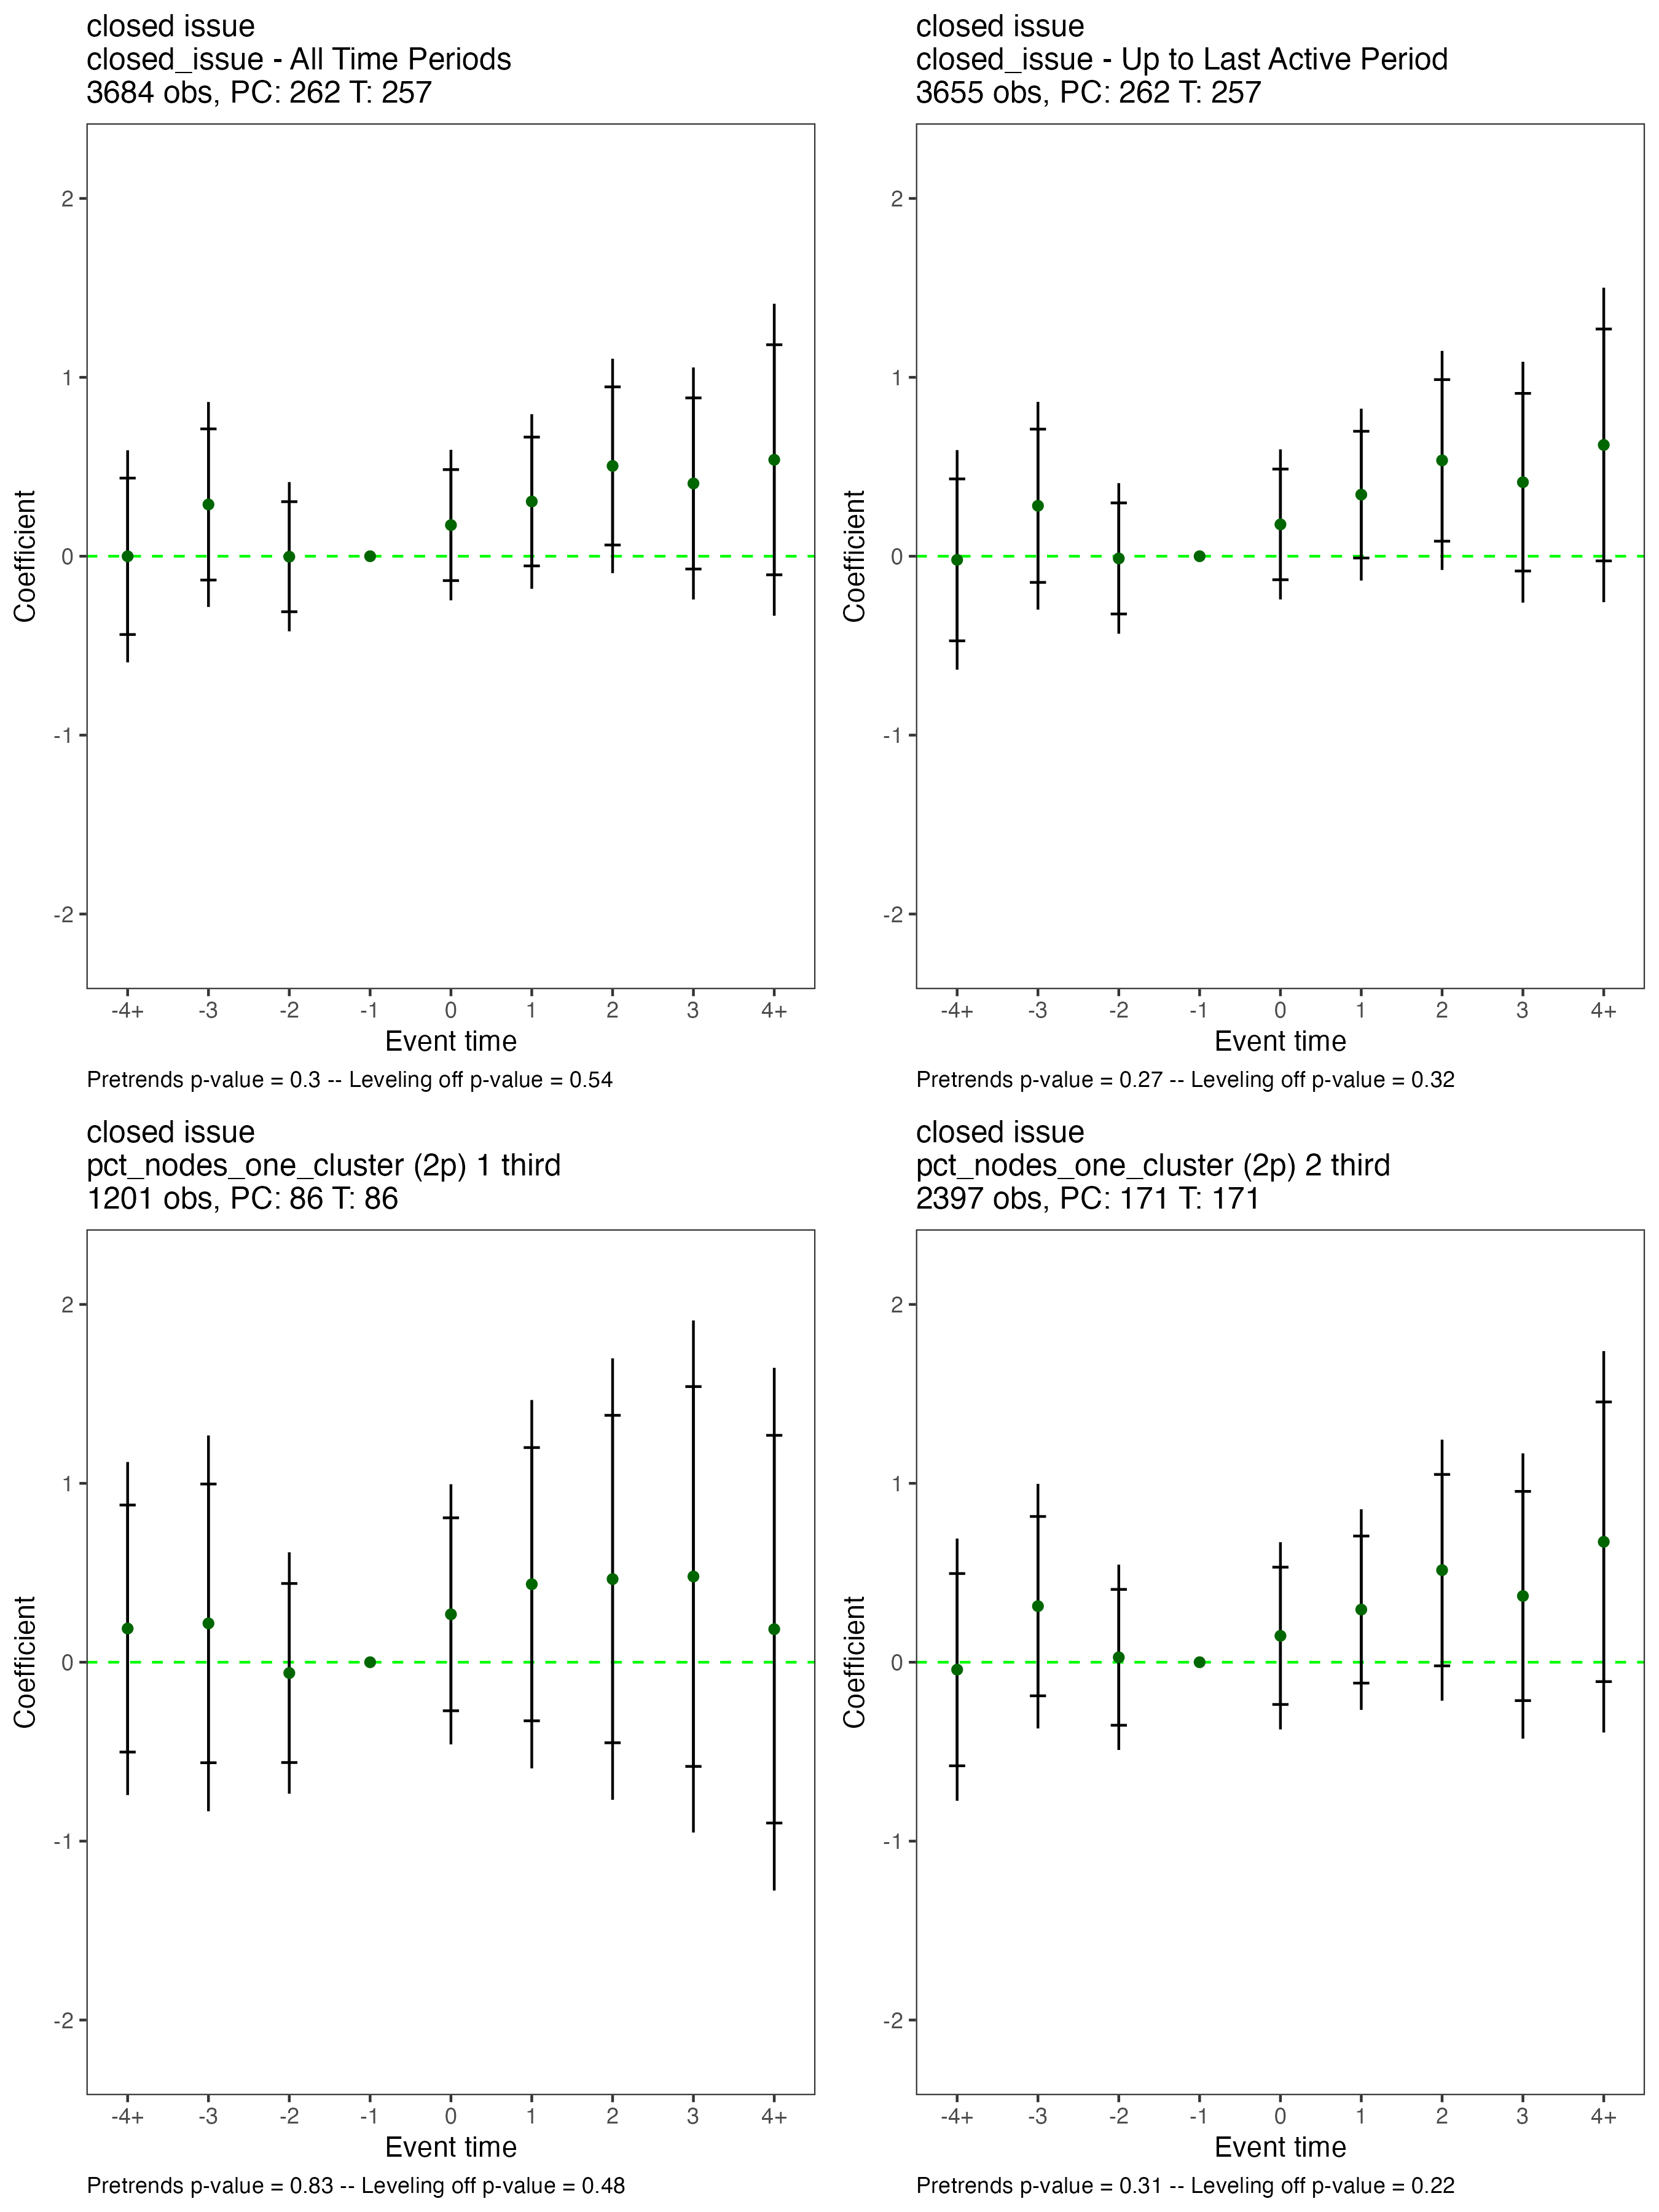 closed issue
closed_issue - All Time Periods
3684 obs, PC: 262 T: 257
2
1
0
-1
-2
Coefficient
-4+ -3 -2 -1 0 1 2 3 4+
Event time
Pretrends p-value = 0.3 -- Leveling off p-value = 0.54
closed issue
closed_issue - Up to Last Active Period
3655 obs, PC: 262 T: 257
2
1
0
-1
-2
Coefficient
-4+ -3 -2 -1 0 1 2 3 4+
Event time
Pretrends p-value = 0.27 -- Leveling off p-value = 0.32
closed issue
pct_nodes_one_cluster (2p) 1 third
1201 obs, PC: 86 T: 86
2
1
0
-1
-2
Coefficient
-4+ -3 -2 -1 0 1 2 3 4+
Event time
Pretrends p-value = 0.83 -- Leveling off p-value = 0.48
closed issue
pct_nodes_one_cluster (2p) 2 third
2397 obs, PC: 171 T: 171
2
1
0
-1
-2
Coefficient
-4+ -3 -2 -1 0 1 2 3 4+
Event time
Pretrends p-value = 0.31 -- Leveling off p-value = 0.22